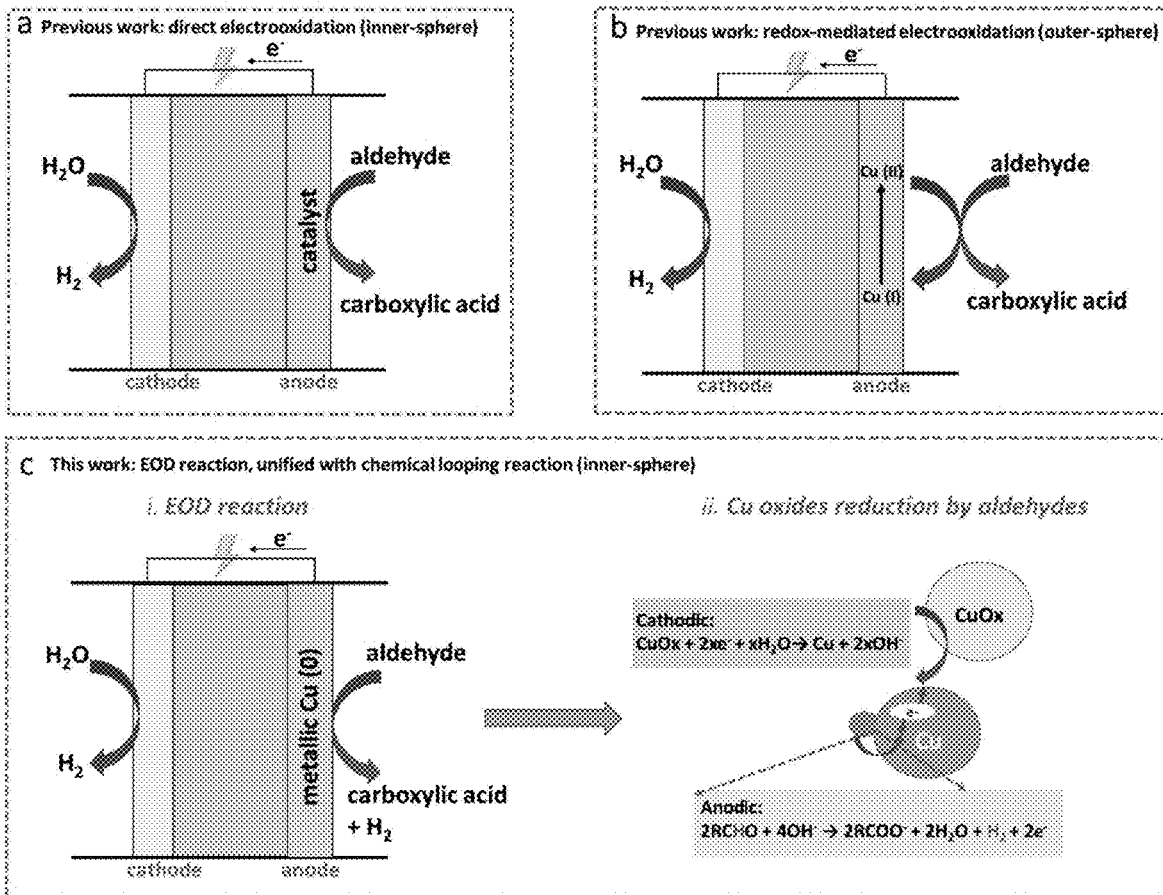 a Previous work: direct electrooxidation (inner-sphere)
e⁻
H₂O
H₂
catalyst
aldehyde
carboxylic acid
cathode
anode
b Previous work: redox-mediated electrooxidation (outer-sphere)
e⁻
H₂O
H₂
Cu (II)
Cu (I)
aldehyde
carboxylic acid
cathode
anode
c This work: EOD reaction, unified with chemical looping reaction (inner-sphere)
i. EOD reaction
e⁻
H₂O
H₂
metallic Cu (0)
aldehyde
carboxylic acid
+ H₂
cathode
anode
ii. Cu oxides reduction by aldehydes
CuOx
Cathodic:
CuOx + 2xe⁻ + xH₂O→ Cu + 2xOH⁻
e⁻
Cu
Anodic:
2RCHO + 4OH⁻ → 2RCOO⁻ + 2H₂O + H₂ + 2e⁻